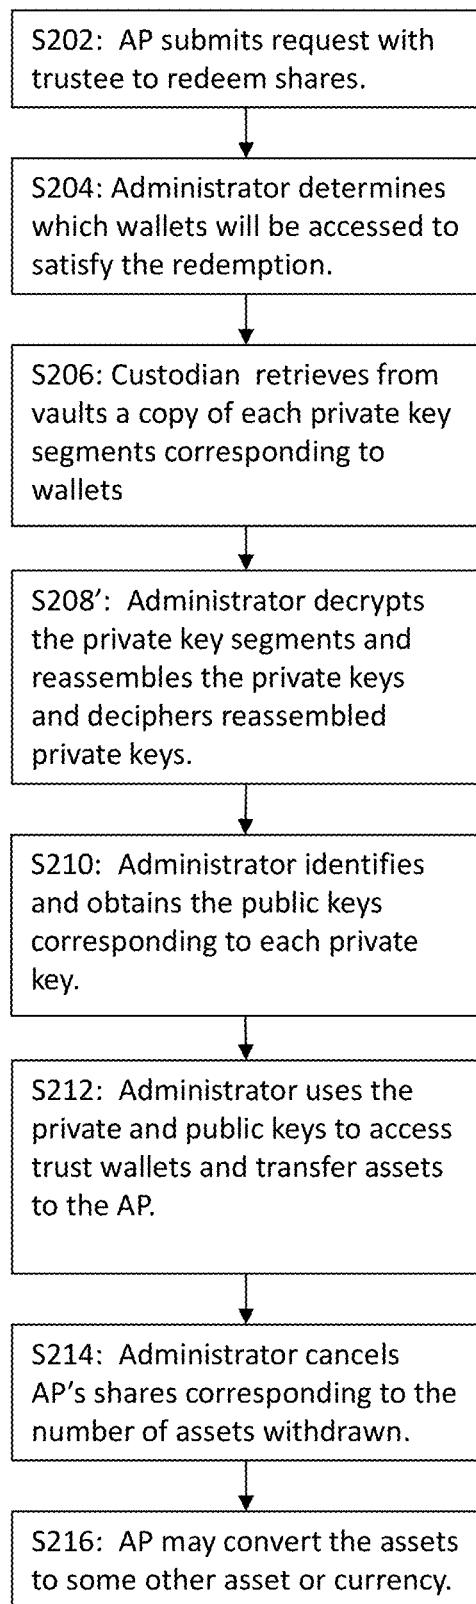 S202: AP submits request with
trustee to redeem shares.
S204: Administrator determines
which wallets will be accessed to
satisfy the redemption.
S206: Custodian retrieves from
vaults a copy of each private key
segments corresponding to
wallets
S208’: Administrator decrypts
the private key segments and
reassembles the private keys
and deciphers reassembled
private keys.
S210: Administrator identifies
and obtains the public keys
corresponding to each private
key.
S212: Administrator uses the
private and public keys to access
trust wallets and transfer assets
to the AP.
S214: Administrator cancels
AP’s shares corresponding to the
number of assets withdrawn.
S216: AP may convert the assets
to some other asset or currency.